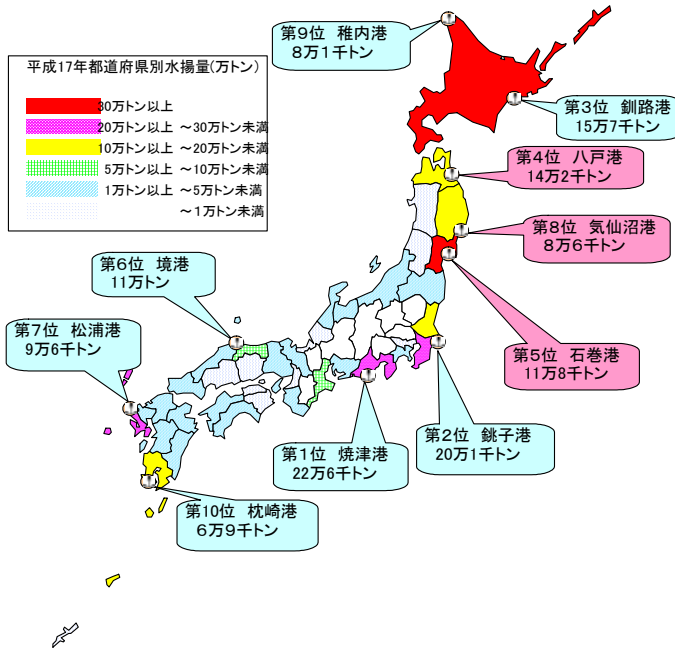 平成17年都道府県別水揚量(万トン)
30万トン以上
20万トン以上 ～30万トン未満
10万トン以上 ～20万トン未満
5万トン以上 ～10万トン未満
1万トン以上 ～5万トン未満
～1万トン未満
第9位 稚内港
8万1千トン
第3位 釧路港
15万7千トン
第4位 八戸港
14万2千トン
第8位 気仙沼港
8万6千トン
第6位 境港
11万トン
第7位 松浦港
9万6千トン
第5位 石巻港
11万8千トン
第2位 銚子港
20万1千トン
第1位 焼津港
22万6千トン
第10位 枕崎港
6万9千トン